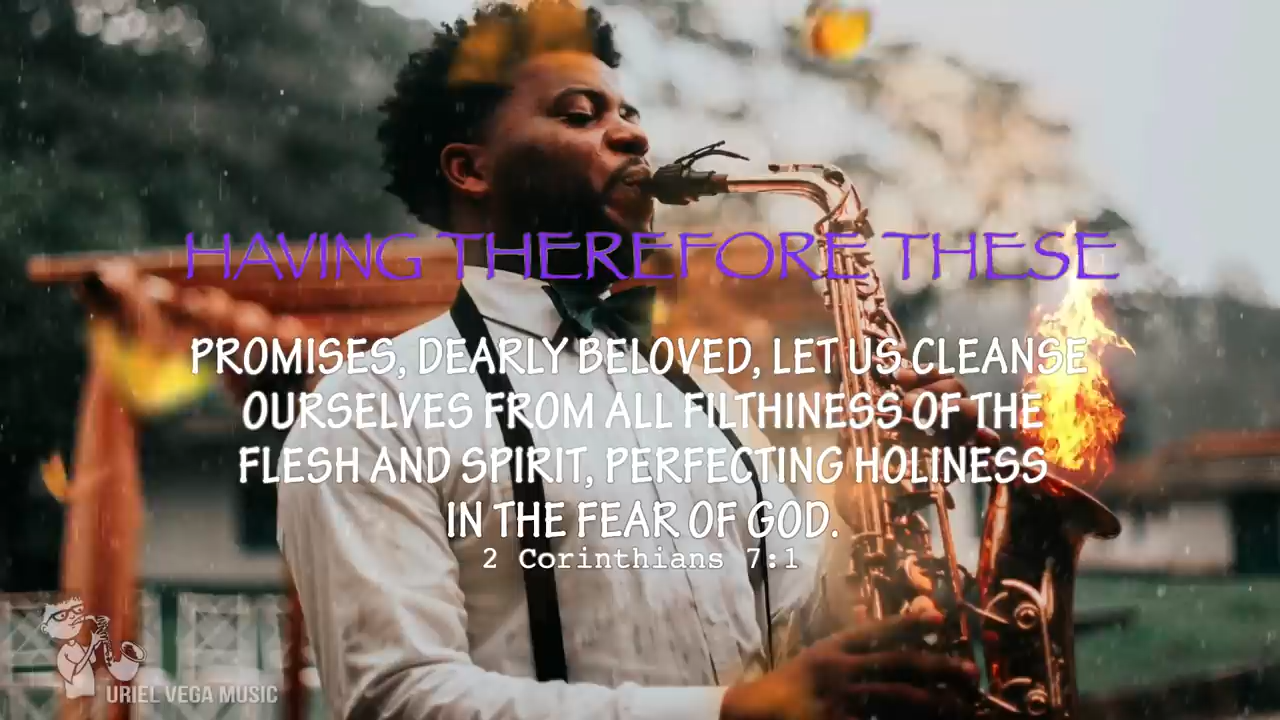 HAVING THEREFORE THESE
PROMISES, DEARLY BELOVED, LET US CLEANSE
OURSELVES FROM ALL FILTHINESS OF THE
FLESH AND SPIRIT, PERFECTING HOLINESS
IN THE FEAR OF GOD.
2 Corinthians 7:1
URIEL VEGA MUSIC